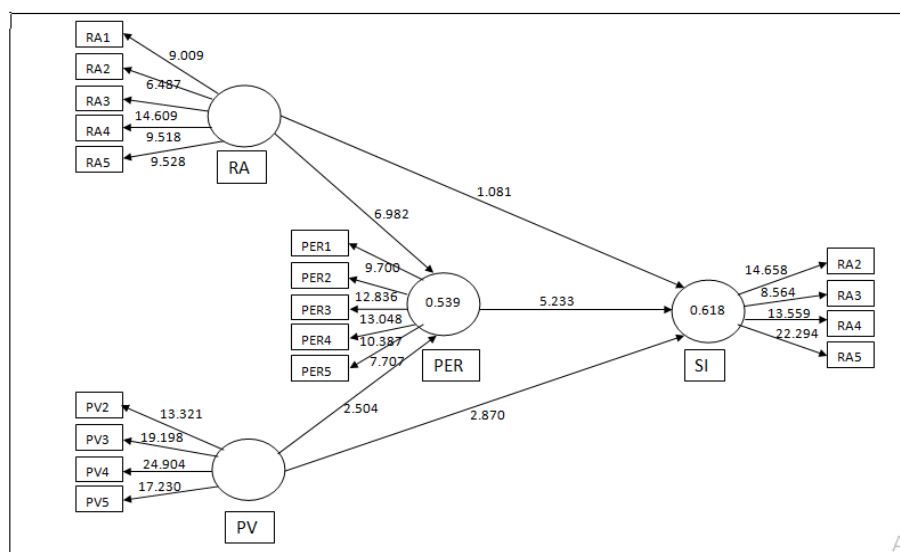 RA1
9.009
RA2
6.487
RA3
14.609
RA4
9.518
RA5
9.528
RA
1.081
6.982
PER1
9.700
PER2
12.836
PER3
13.048
PER4
10.387
PER5
7.707
0.539
PER
5.233
0.618
SI
14.658
RA2
8.564
RA3
13.559
RA4
22.294
RA5
2.504
2.870
PV2
13.321
PV3
19.198
PV4
24.904
PV5
17.230
PV
A